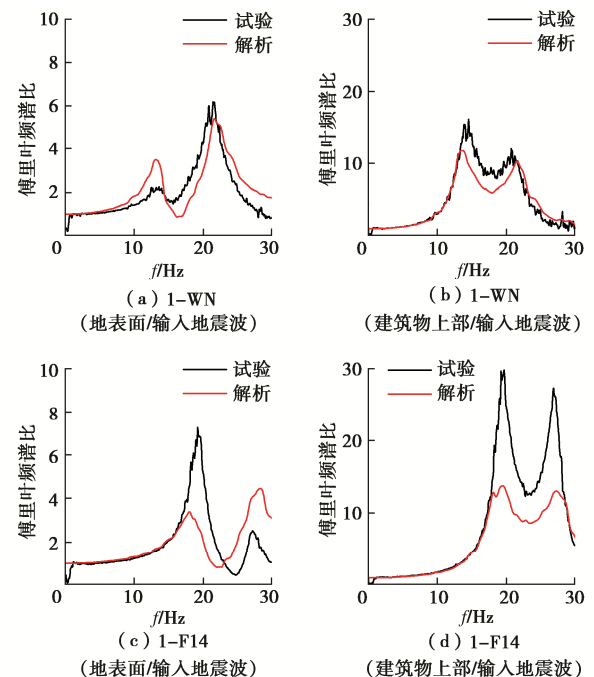 10
8
6
4
2
0
10
20
30
傅里叶频谱比
试验
解析
f/Hz
(a) 1-WN
(地表面/输入地震波)
30
20
10
0
10
20
30
傅里叶频谱比
试验
解析
f/Hz
(b) 1-WN
(建筑物上部/输入地震波)
10
8
6
4
2
0
10
20
30
傅里叶频谱比
试验
解析
f/Hz
(c) 1-F14
(地表面/输入地震波)
30
20
10
0
10
20
30
傅里叶频谱比
试验
解析
f/Hz
(d) 1-F14
(建筑物上部/输入地震波)